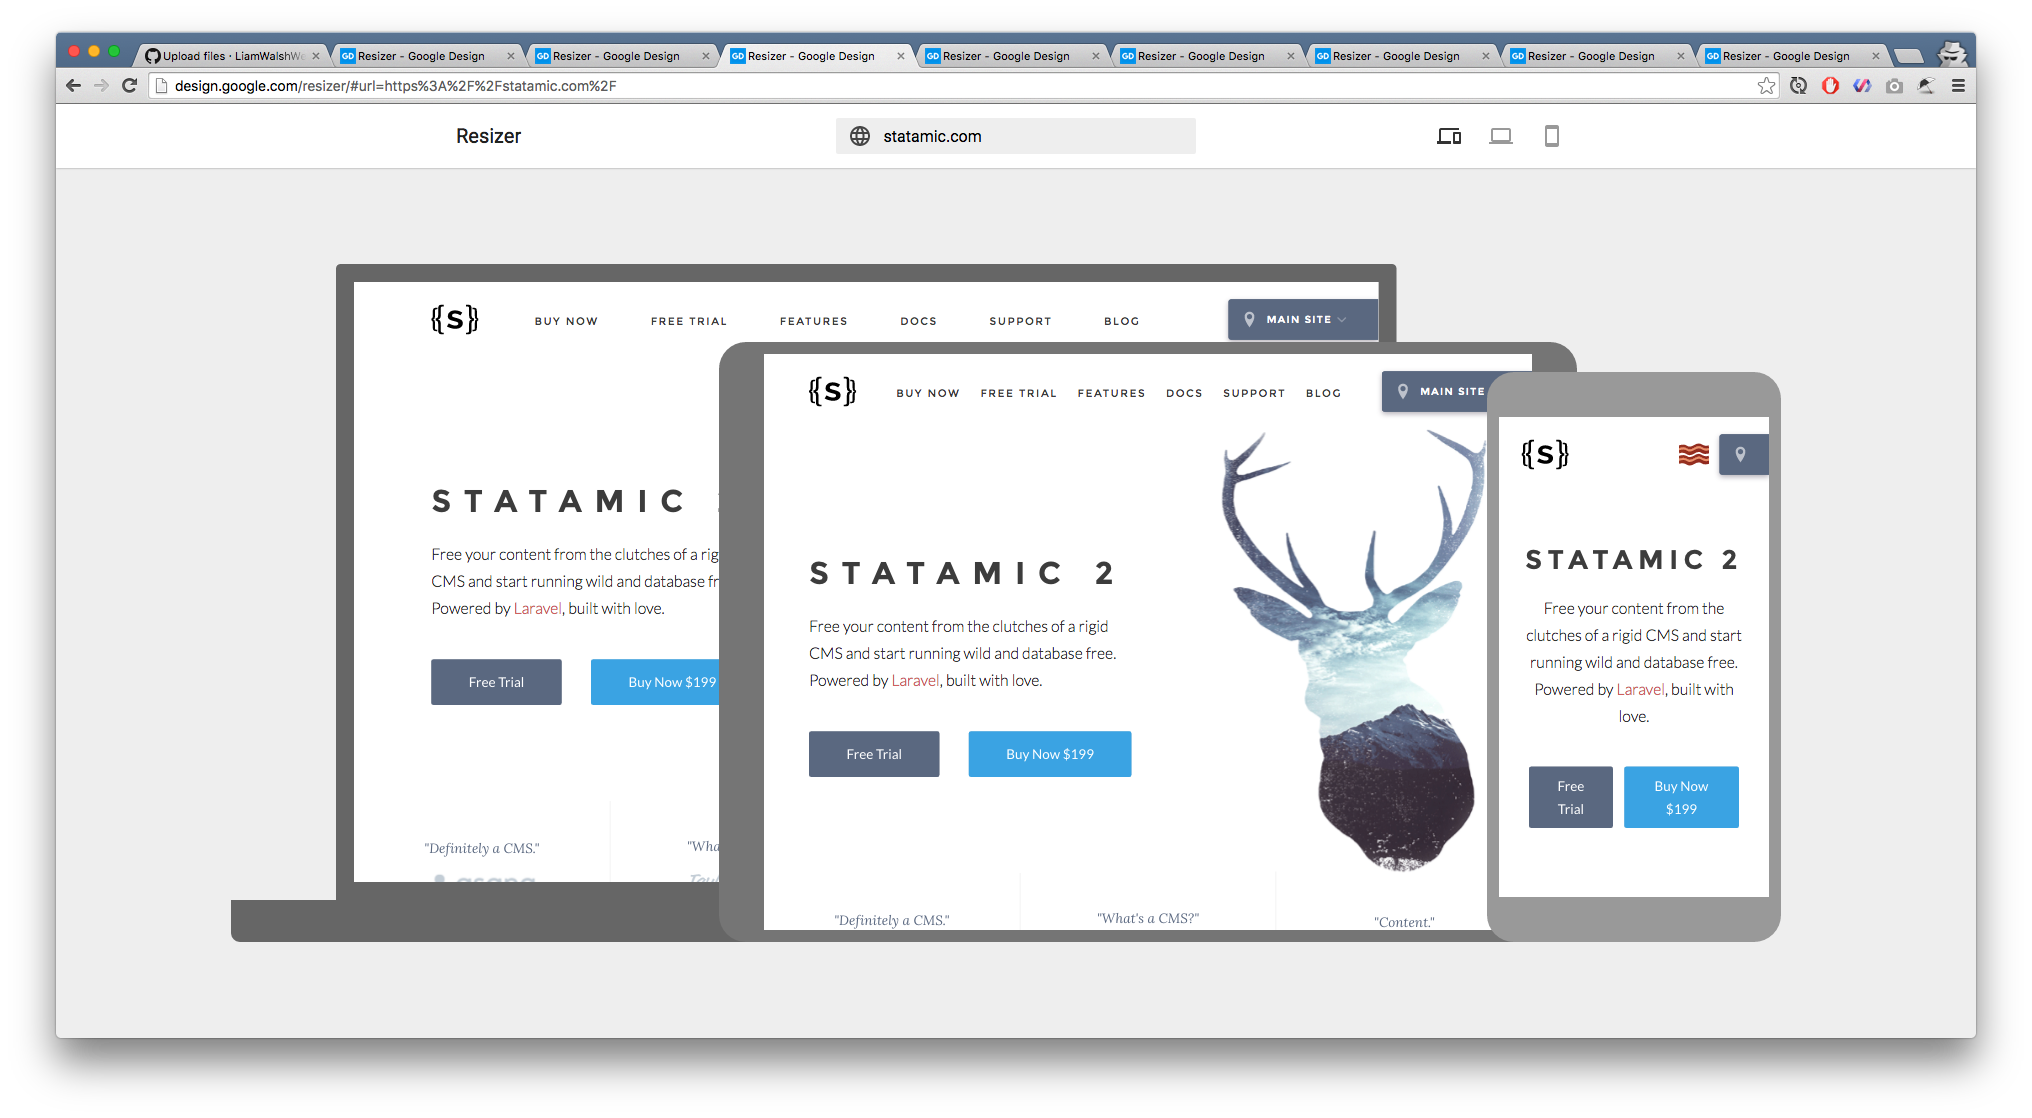 Upload files · LiamWalshWe
Resizer - Google Design
Resizer - Google Design
Resizer - Google Design
Resizer - Google Design
Resizer - Google Design
Resizer - Google Design
Resizer - Google Design
Resizer - Google Design
design.google.com/resizer/#url=https%3A%2F%2Fstatamic.com%2F
Resizer
statamic.com
{{S}}
BUY NOW
FREE TRIAL
FEATURES
DOCS
SUPPORT
BLOG
MAIN SITE
STATAMIC
Free your content from the clutches of a rig
CMS and start running wild and database fr
Powered by Laravel, built with love.
Free Trial
Buy Now $199
"Definitely a CMS."
"Wha
asana
{{S}}
BUY NOW
FREE TRIAL
FEATURES
DOCS
SUPPORT
BLOG
MAIN SITE
STATAMIC 2
Free your content from the clutches of a rigid
CMS and start running wild and database free.
Powered by Laravel, built with love.
Free Trial
Buy Now $199
"Definitely a CMS."
"What's a CMS?"
"Content."
{{S}}
STATAMIC 2
Free your content from the
clutches of a rigid CMS and start
running wild and database free.
Powered by Laravel, built with
love.
Free
Trial
Buy Now
$199